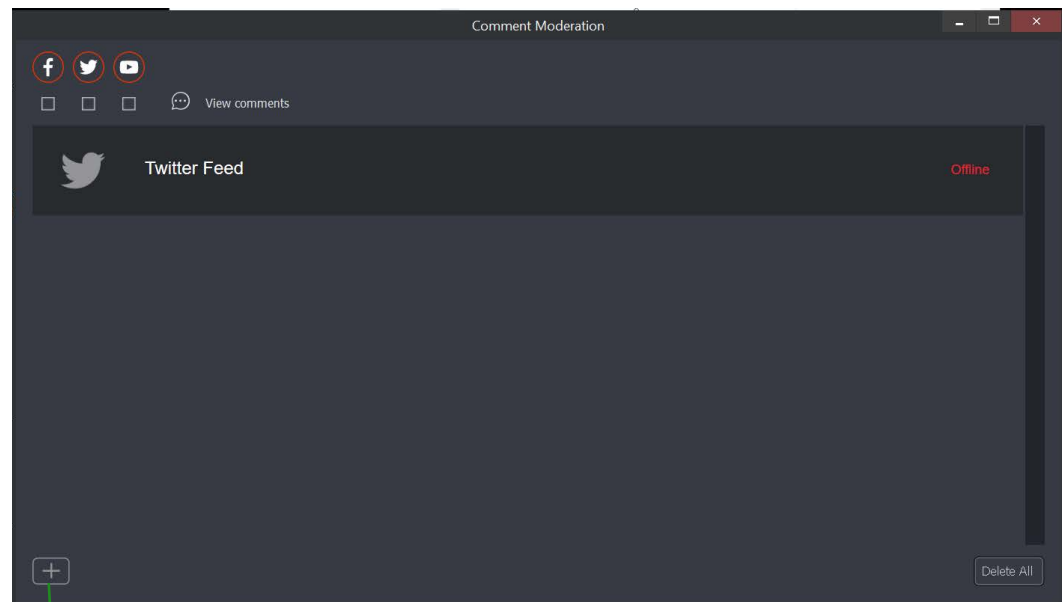 Comment Moderation
View comments
Twitter Feed
Offline
Delete All